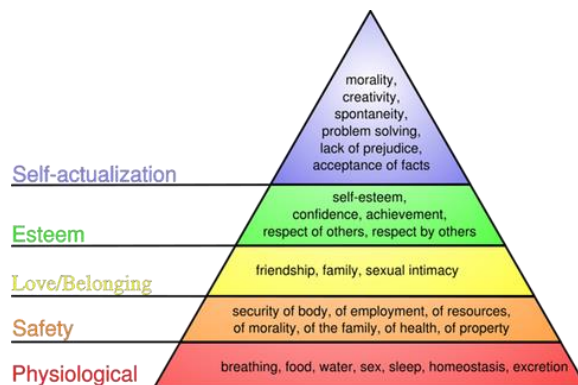 morality,
creativity,
spontaneity,
problem solving,
lack of prejudice,
acceptance of facts
Self-actualization
self-esteem,
confidence, achievement,
respect of others, respect by others
Esteem
friendship, family, sexual intimacy
Love/Belonging
security of body, of employment, of resources,
of morality, of the family, of health, of property
Safety
breathing, food, water, sex, sleep, homeostasis, excretion
Physiological